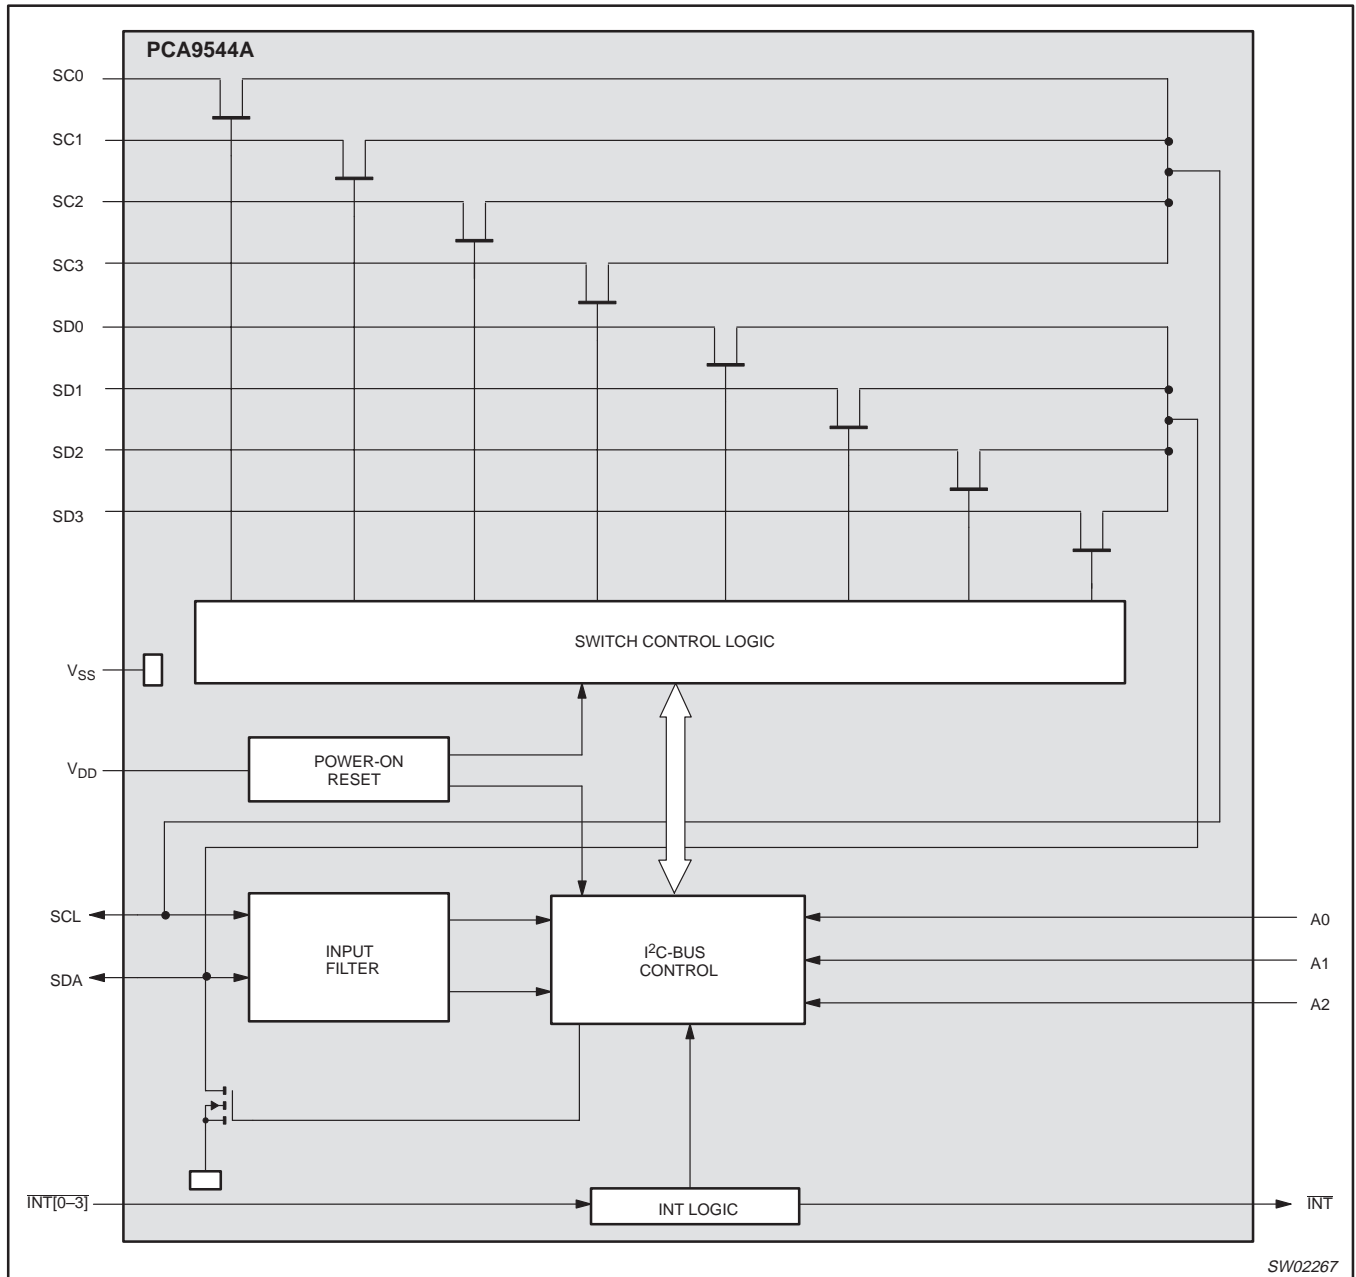 PCA9544A
SC0
SC1
SC2
SC3
SD0
SD1
SD2
SD3
SWITCH CONTROL LOGIC
VSS
POWER-ON
RESET
VDD
SCL
INPUT
FILTER
I²C-BUS
CONTROL
A0
SDA
A1
A2
INT[0–3]
INT LOGIC
INT
SW02267